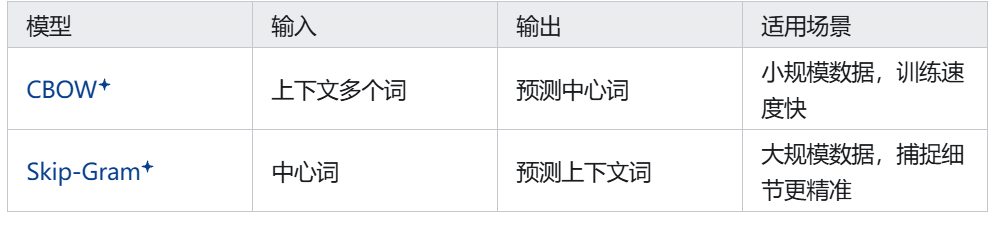 模型 输入 输出 适用场景
CBOW 上下文多个词 预测中心词 小规模数据，训练速
度快
Skip-Gram 中心词 预测上下文词 大规模数据，捕捉细
节更精准